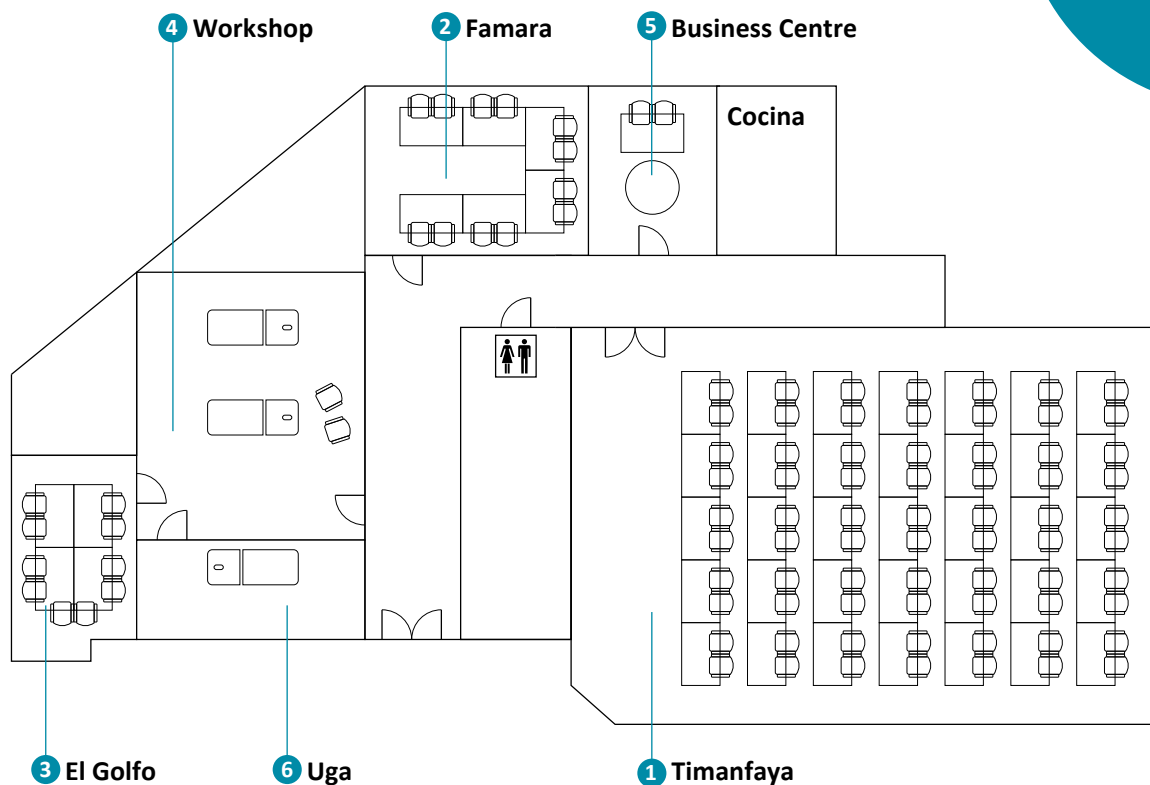 4 Workshop
2 Famara
5 Business Centre
Cocina
3 El Golfo
6 Uga
1 Timanfaya